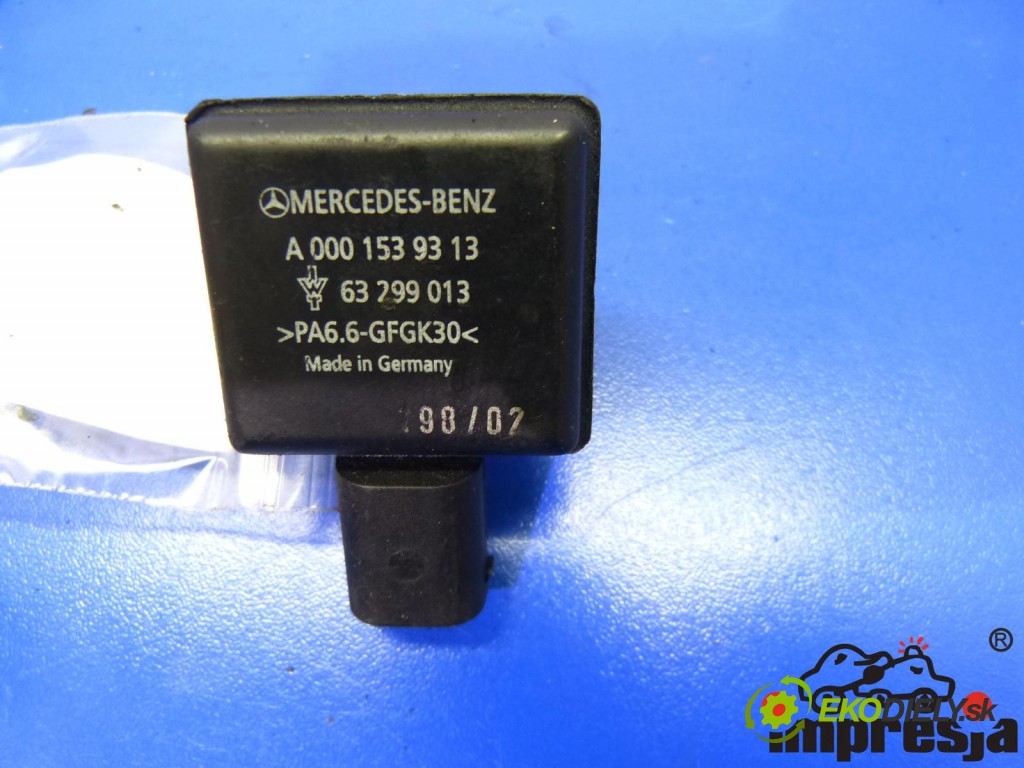 MERCEDES-BENZ
A 000 153 93 13
63 299 013
>PA6.6-GFGK30<
Made in Germany
98/02
®
EKODIELY.sk
impresja